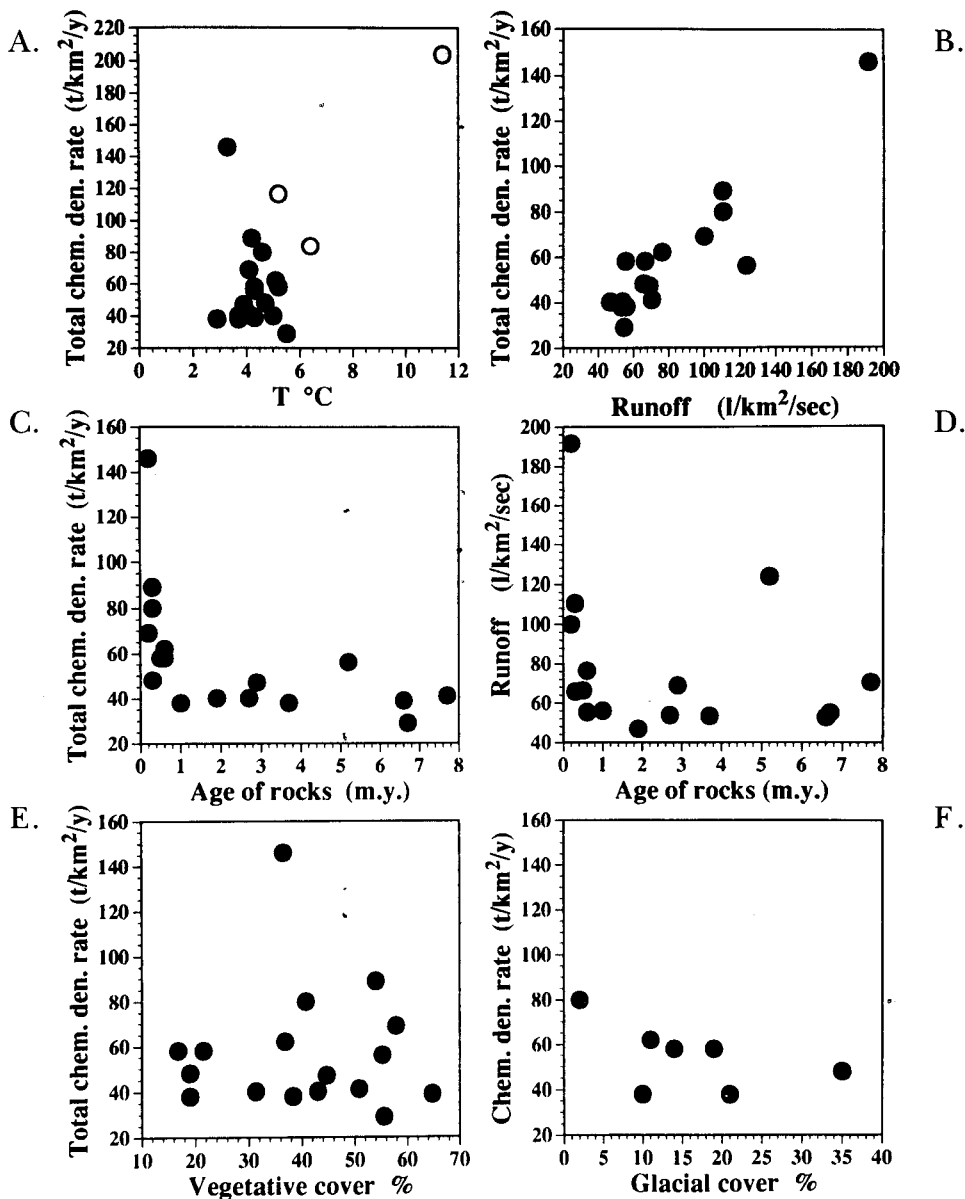 A.
Total chem. den. rate (t/km²/y)
220
200
180
160
140
120
100
80
60
40
20
0 2 4 6 8 10 12
T °C
B.
Total chem. den. rate (t/km²/y)
160
140
120
100
80
60
40
20
20 40 60 80 100 120 140 160 180 200
Runoff (l/km²/sec)
C.
Total chem. den. rate (t/km²/y)
160
140
120
100
80
60
40
20
0 1 2 3 4 5 6 7 8
Age of rocks (m.y.)
D.
Runoff (l/km²/sec)
200
180
160
140
120
100
80
60
40
0 1 2 3 4 5 6 7 8
Age of rocks (m.y.)
E.
Total chem. den. rate (t/km²/y)
160
140
120
100
80
60
40
20
10 20 30 40 50 60 70
Vegetative cover %
F.
Chem. den. rate (t/km²/y)
160
140
120
100
80
60
40
20
0 5 10 15 20 25 30 35 40
Glacial cover %